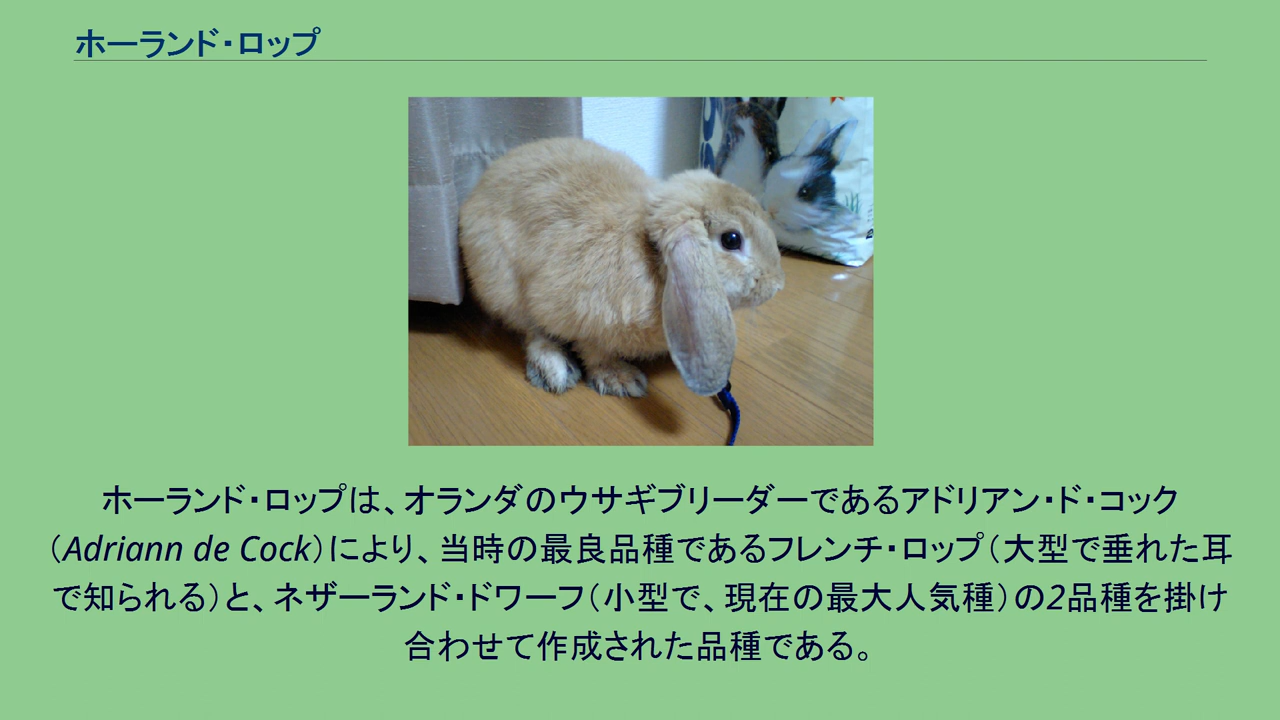 ホーランド・ロップ
ホーランド・ロップは、オランダのウサギブリーダーであるアドリアン・ド・コック
（Adriann de Cock）により、当時の最良品種であるフレンチ・ロップ（大型で垂れた耳
で知られる）と、ネザーランド・ドワーフ（小型で、現在の最大人気種）の2品種を掛け
合わせて作成された品種である。